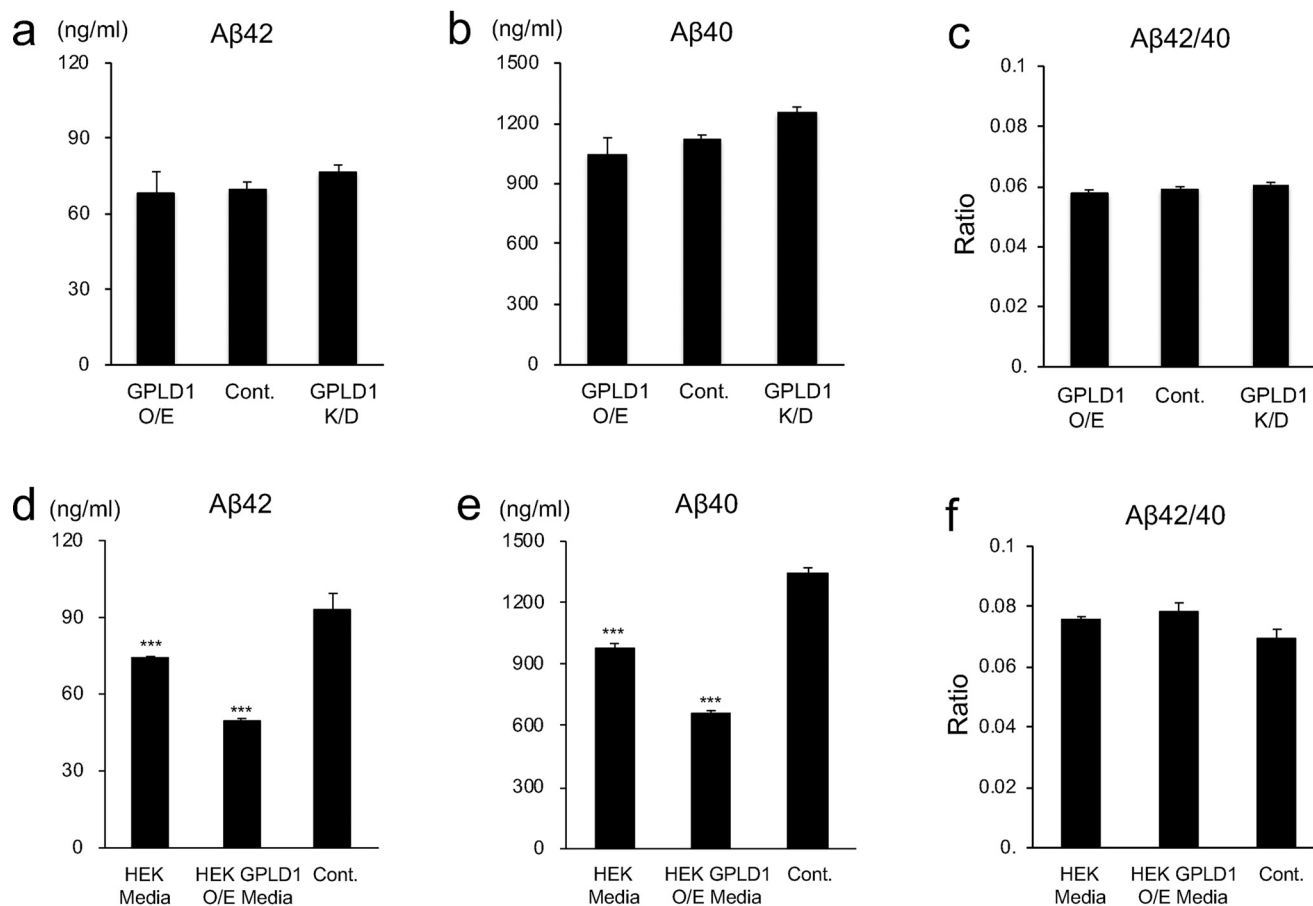 a (ng/ml) Aβ42
120
90
60
30
0
GPLD1 Cont. GPLD1
O/E K/D
b (ng/ml) Aβ40
1500
1200
900
600
300
0
GPLD1 Cont. GPLD1
O/E K/D
c Aβ42/40
0.1
0.08
0.06
0.04
0.02
0.
Ratio
GPLD1 Cont. GPLD1
O/E K/D
d (ng/ml) Aβ42
120
90
60
30
0
***
***
HEK HEK GPLD1 Cont.
Media O/E Media
e (ng/ml) Aβ40
1500
1200
900
600
300
0
***
***
HEK HEK GPLD1 Cont.
Media O/E Media
f Aβ42/40
0.1
0.08
0.06
0.04
0.02
0.
Ratio
HEK HEK GPLD1 Cont.
Media O/E Media